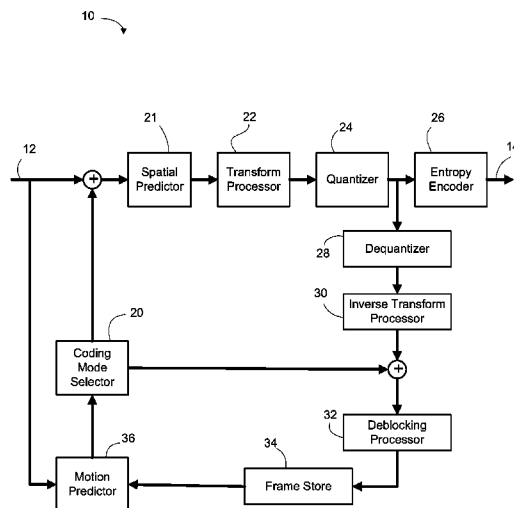 10
12
21
22
24
26
14
+
Spatial
Predictor
Transform
Processor
Quantizer
Entropy
Encoder
28
Dequantizer
30
Inverse Transform
Processor
20
Coding
Mode
Selector
+
32
Deblocking
Processor
36
34
Motion
Predictor
Frame Store